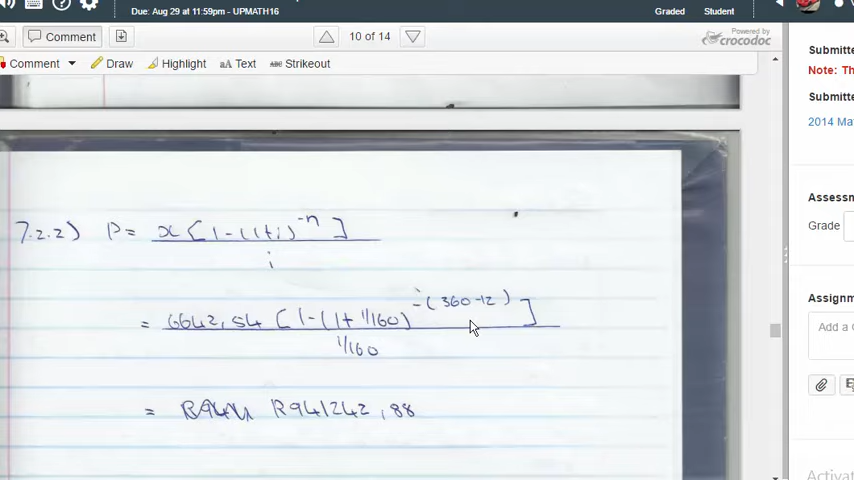 Due: Aug 29 at 11:59pm - UPMATH16
Graded Student
Comment 10 of 14 Powered by crocodoc
Comment Draw Highlight Text Strikeout
Submitte
Note: Th
Submitte
2014 Ma
Assessm
Grade
Assignm
Add a C
Activat
7.2.2) P = x[1-(1+i)^-n]
i
= 6642,54 [1-(1+1/160)^-(360-12)]
1/160
= R941242,88